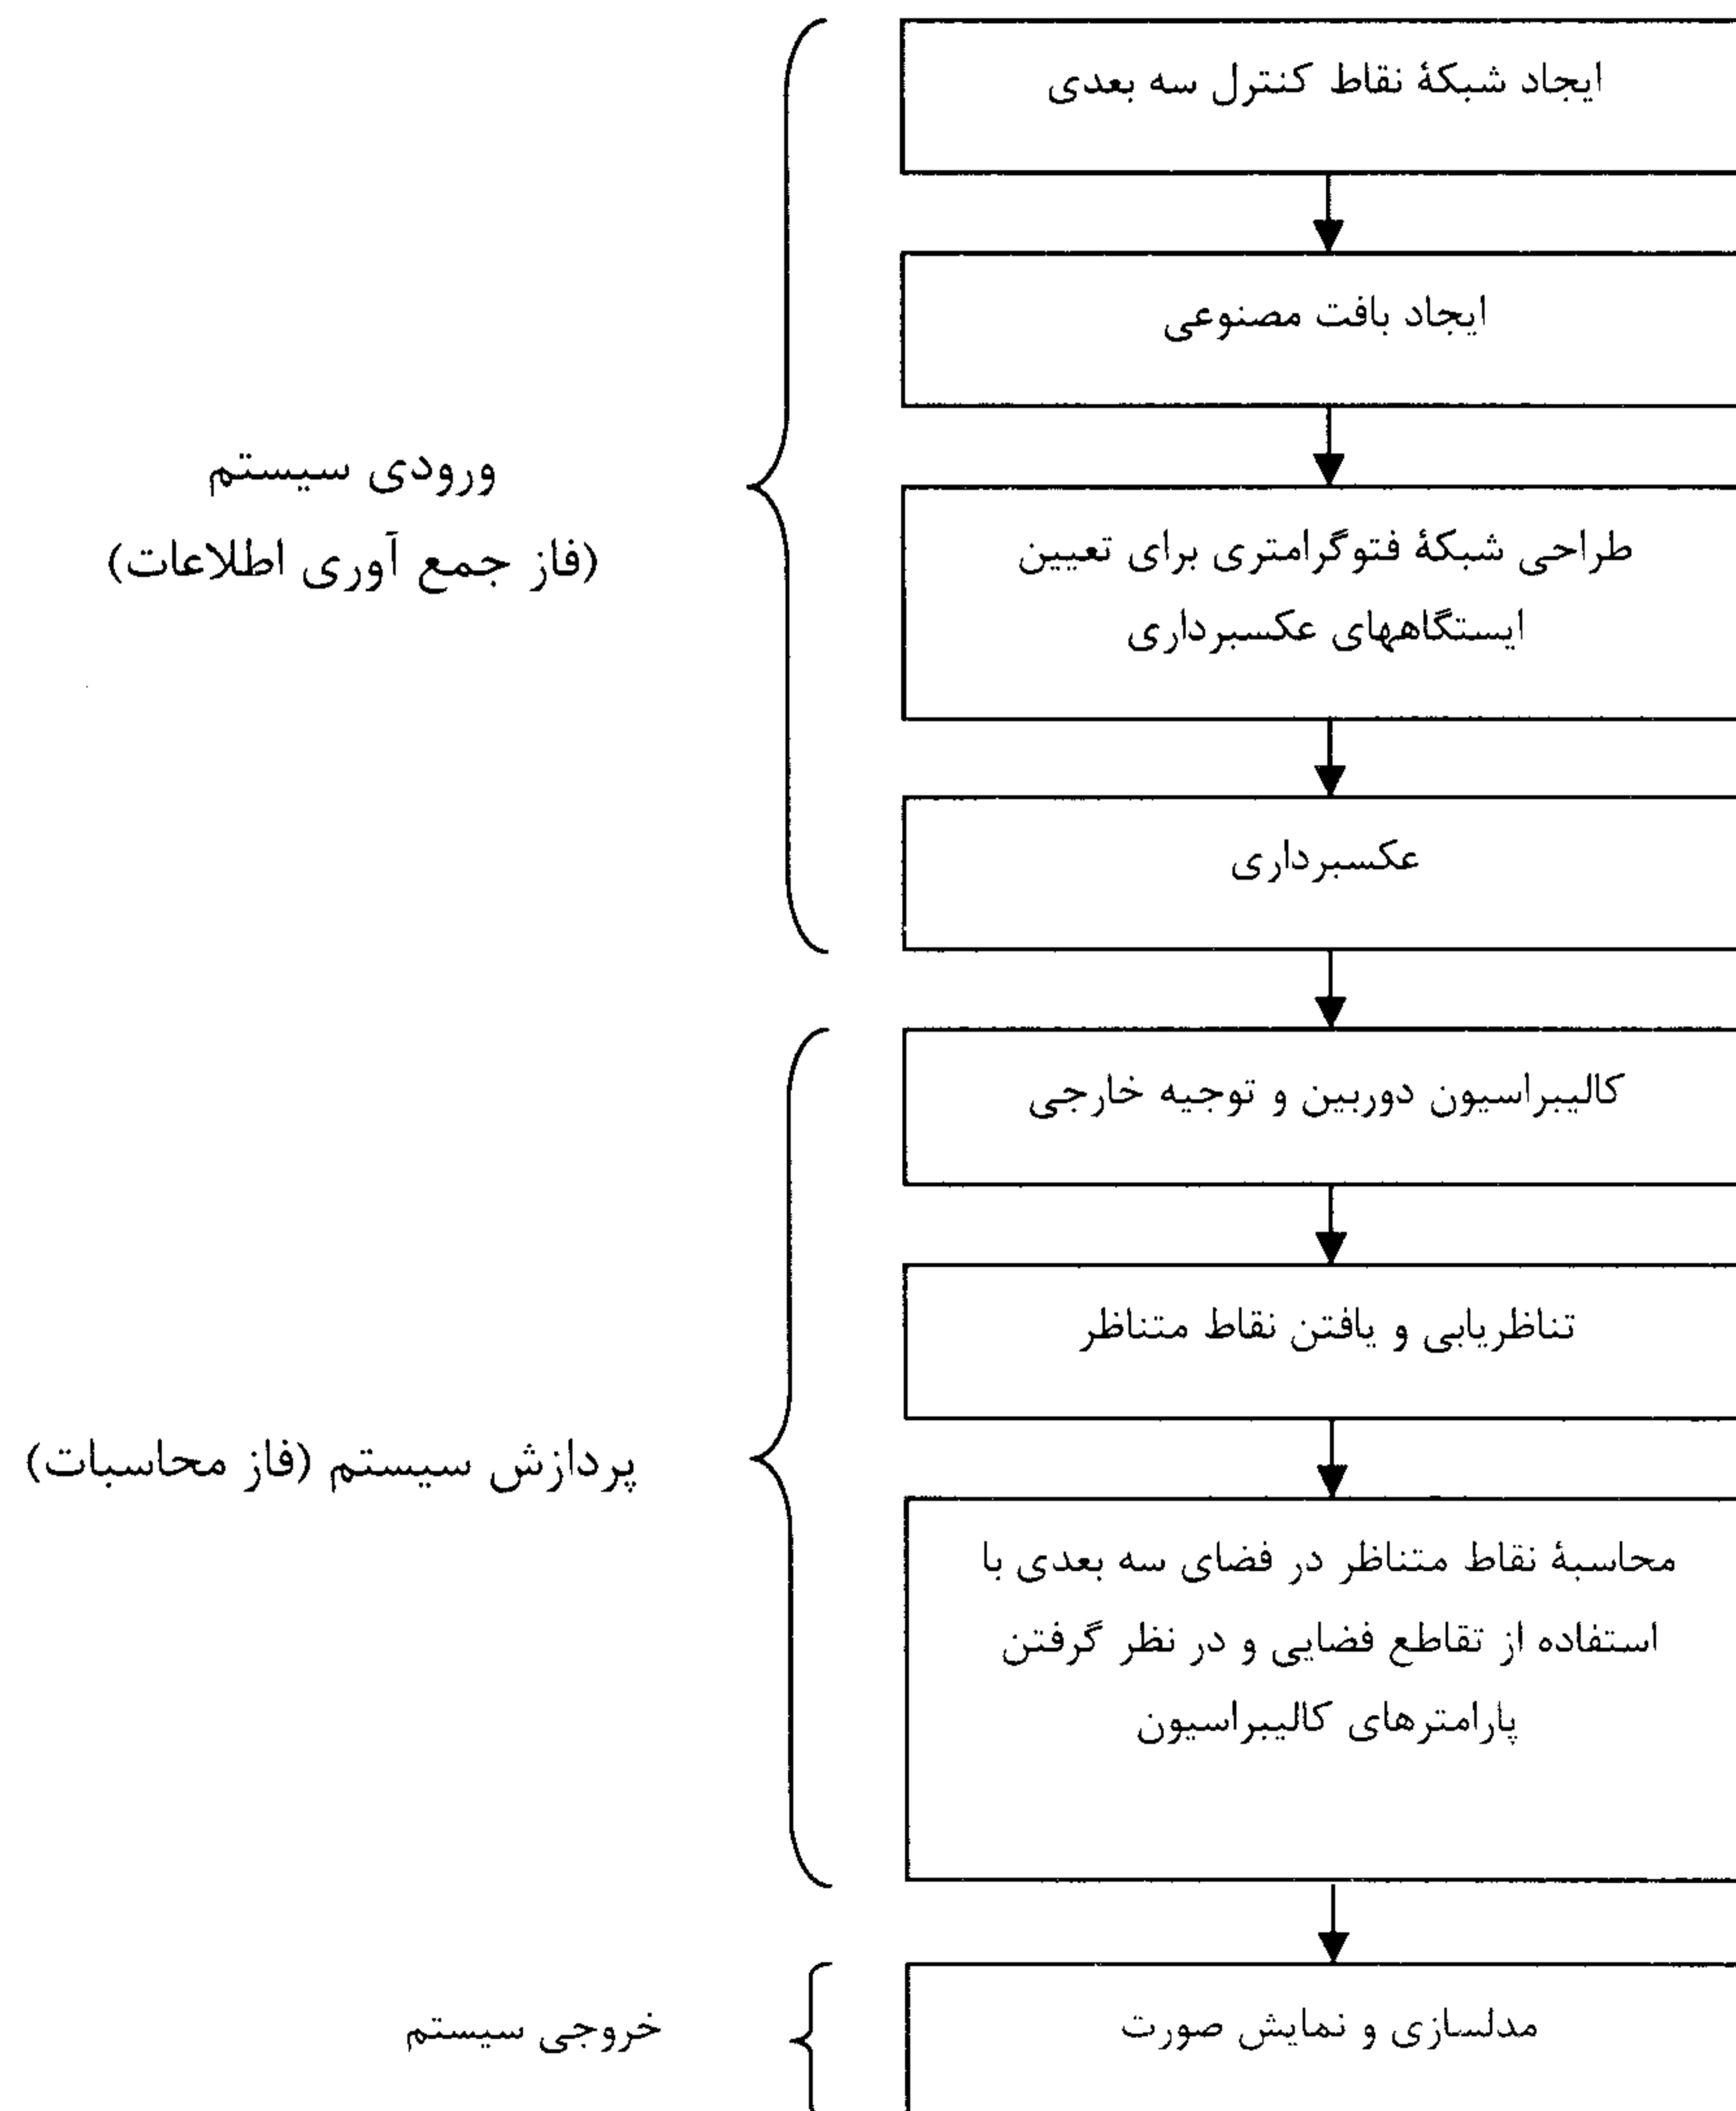 ایجاد شبکهٔ نقاط کنترل سه بعدی
ایجاد بافت مصنوعی
طراحی شبکهٔ فتوگرامتری برای تعیین
ایستگاههای عکسبرداری
عکسبرداری
ورودی سیستم
(فاز جمع آوری اطلاعات)
کالیبراسیون دوربین و توجیه خارجی
تناظریابی و یافتن نقاط متناظر
محاسبهٔ نقاط متناظر در فضای سه بعدی با
استفاده از تقاطع فضایی و در نظر گرفتن
پارامترهای کالیبراسیون
پردازش سیستم (فاز محاسبات)
مدلسازی و نمایش صورت
خروجی سیستم